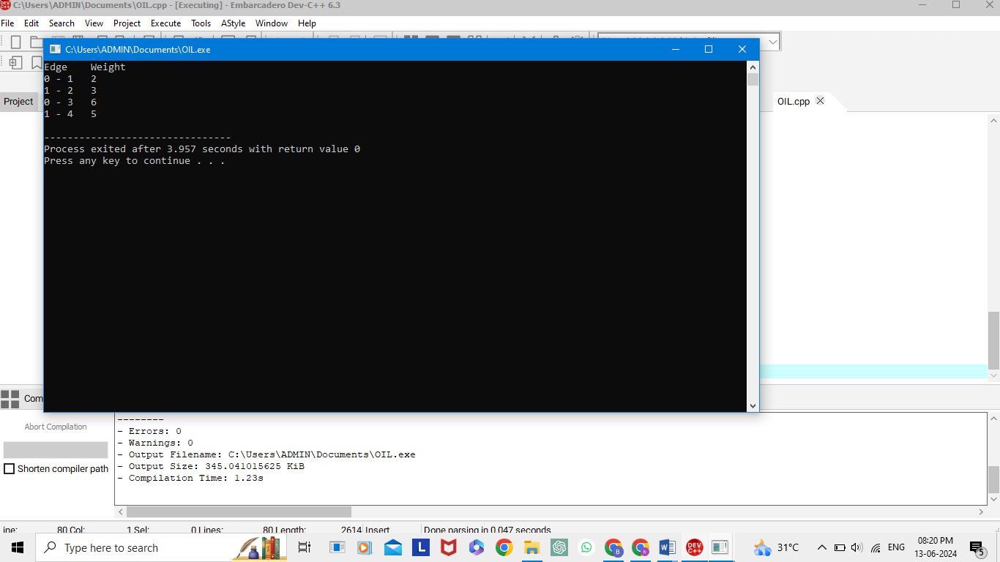 C:\Users\ADMIN\Documents\OIL.cpp - [Executing] - Embarcadero Dev-C++ 6.3
File Edit Search View Project Execute Tools AStyle Window Help
C:\Users\ADMIN\Documents\OIL.exe
Edge Weight
0 - 1 2
1 - 2 3
0 - 3 6
1 - 4 5
--------------------------------
Process exited after 3.957 seconds with return value 0
Press any key to continue . . .
Project
OIL.cpp
Com
Abort Compilation
Shorten compiler path
--------
- Errors: 0
- Warnings: 0
- Output Filename: C:\Users\ADMIN\Documents\OIL.exe
- Output Size: 345.041015625 KiB
- Compilation Time: 1.23s
ine: 80 Col: 1 Sel: 0 Lines: 80 Length: 2614 Insert Done parsing in 0.047 seconds
Type here to search
L
DEV C++
31°C
ENG
08:20 PM
13-06-2024
5